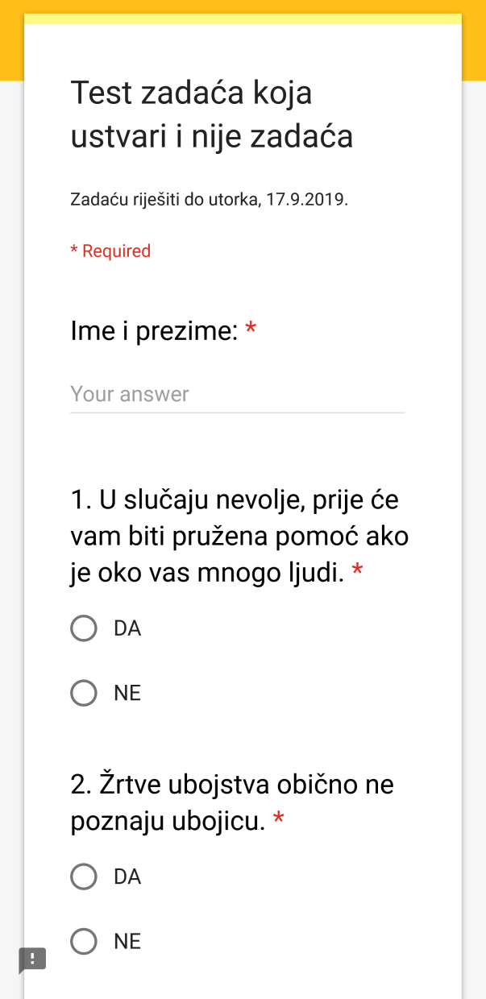 Test zadaća koja
ustvari i nije zadaća
Zadaću riješiti do utorka, 17.9.2019.
* Required
Ime i prezime: *
Your answer
1. U slučaju nevolje, prije će
vam biti pružena pomoć ako
je oko vas mnogo ljudi. *
DA
NE
2. Žrtve ubojstva obično ne
poznaju ubojicu. *
DA
NE